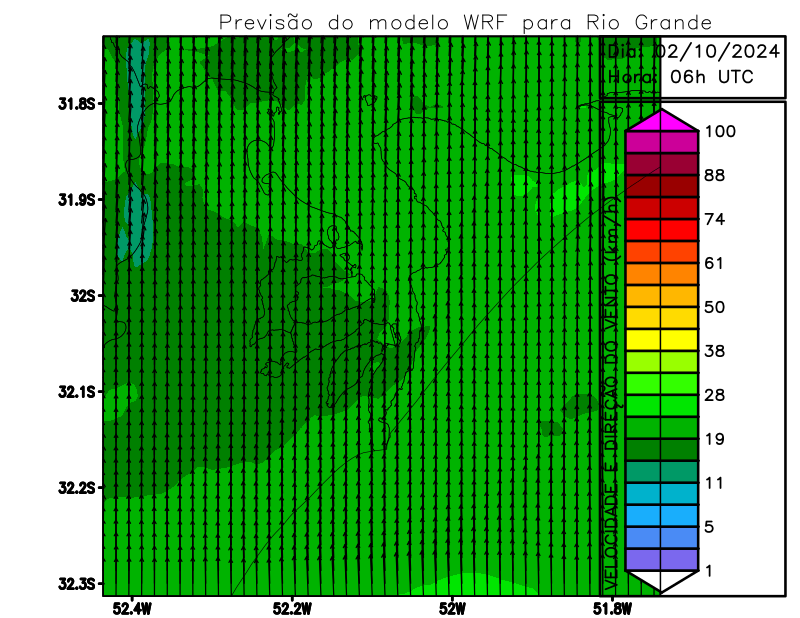 Previsão do modelo WRF para Rio Grande
Dia: 02/10/2024
Hora: 06h UTC
31.8S
31.9S
32S
32.1S
32.2S
32.3S
52.4W
52.2W
52W
51.8W
VELOCIDADE E DIREÇÃO DO VENTO (km/h)
100
88
74
61
50
38
28
19
11
5
1